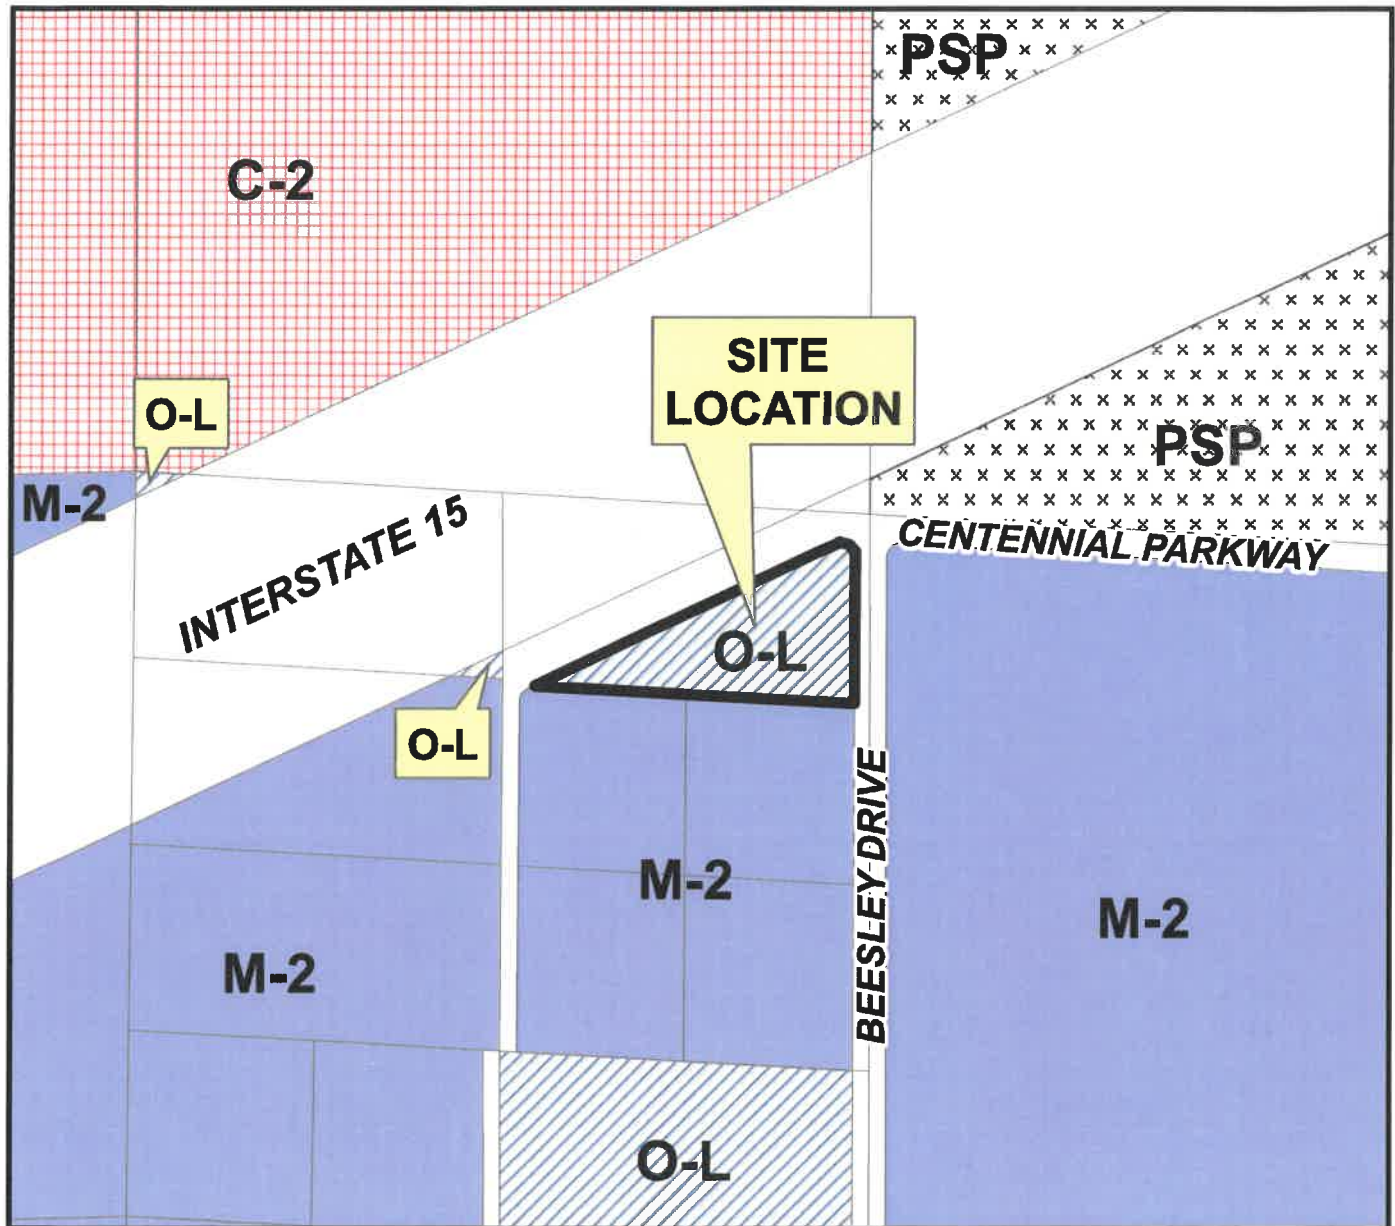 PSP
C-2
SITE
LOCATION
O-L
PSP
M-2
INTERSTATE 15
CENTENNIAL PARKWAY
O-L
O-L
BEESLEY DRIVE
M-2
M-2
M-2
O-L